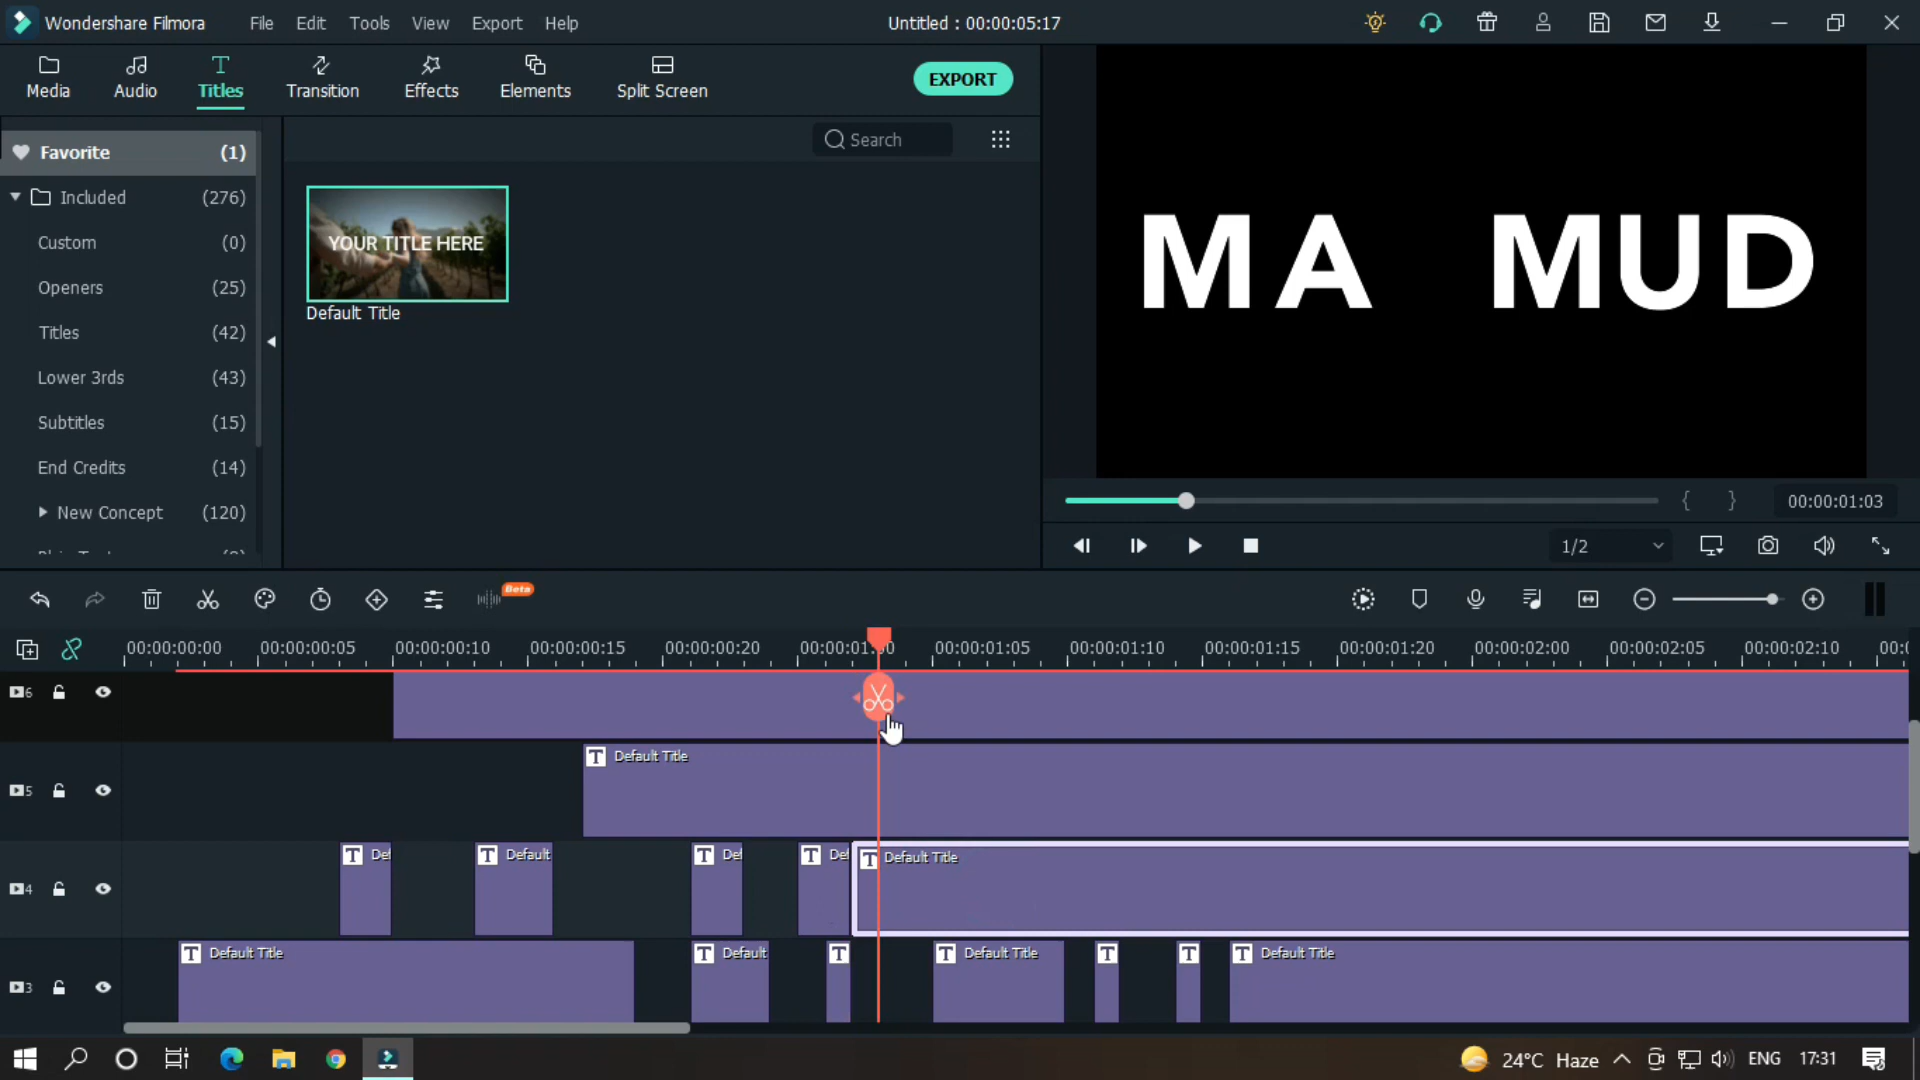 Wondershare Filmora File Edit Tools View Export Help Untitled : 00:00:05:17
Media Audio Titles Transition Effects Elements Split Screen EXPORT
Search
Favorite (1)
Included (276)
Custom (0)
Openers (25)
Titles (42)
Lower 3rds (43)
Subtitles (15)
End Credits (14)
New Concept (120)
YOUR TITLE HERE
Default Title
MA MUD
00:00:01:03
1/2
Beta
00:00:00:00 00:00:00:05 00:00:00:10 00:00:00:15 00:00:00:20 00:00:01:00 00:00:01:05 00:00:01:10 00:00:01:15 00:00:01:20 00:00:02:00 00:00:02:05 00:00:02:10
6
5 T Default Title
4 T Def T Default T Def T Def T Default Title
3 T Default Title T Default T T Default Title T T T Default Title
24°C Haze ENG 17:31